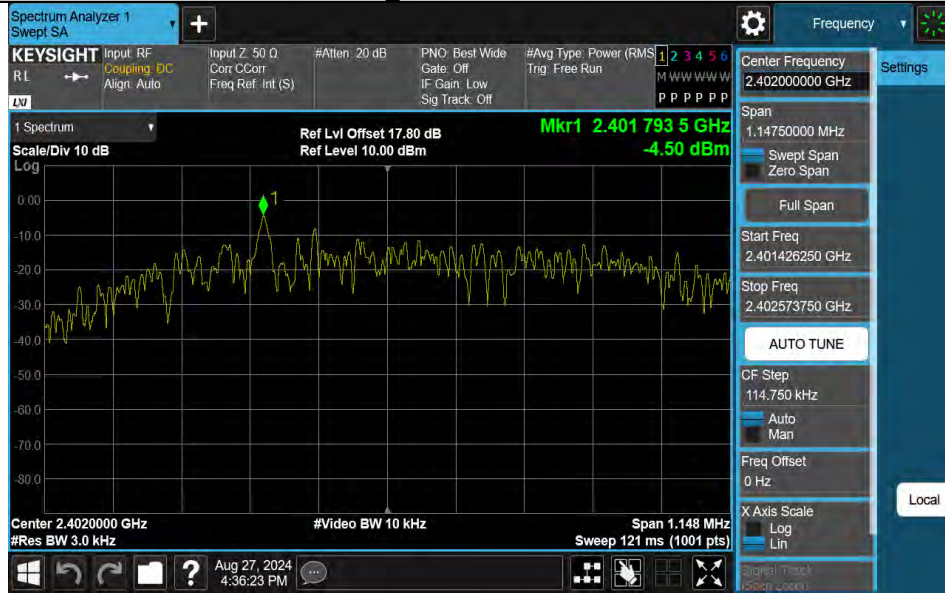 Spectrum Analyzer 1
Swept SA
+
Frequency
KEYSIGHT
RL
LXI
Input: RF
Coupling: DC
Align: Auto
Input Z: 50 Ω
Corr CCorr
Freq Ref: Int (S)
#Atten: 20 dB
PNO: Best Wide
Gate: Off
IF Gain: Low
Sig Track: Off
#Avg Type: Power (RMS
Trig: Free Run
1 2 3 4 5 6
M W W W W W
P P P P P P
1 Spectrum
Scale/Div 10 dB
Ref Lvl Offset 17.80 dB
Ref Level 10.00 dBm
Mkr1 2.401 793 5 GHz
-4.50 dBm
Log
1
0.00
-10.0
-20.0
-30.0
-40.0
-50.0
-60.0
-70.0
-80.0
Center 2.4020000 GHz
#Res BW 3.0 kHz
#Video BW 10 kHz
Span 1.148 MHz
Sweep 121 ms (1001 pts)
?
Aug 27, 2024
4:36:23 PM
Center Frequency
2.402000000 GHz
Span
1.14750000 MHz
Swept Span
Zero Span
Full Span
Start Freq
2.401426250 GHz
Stop Freq
2.402573750 GHz
AUTO TUNE
CF Step
114.750 kHz
Auto
Man
Freq Offset
0 Hz
X Axis Scale
Log
Lin
Signal Track
(Span Zoom)
Settings
Local